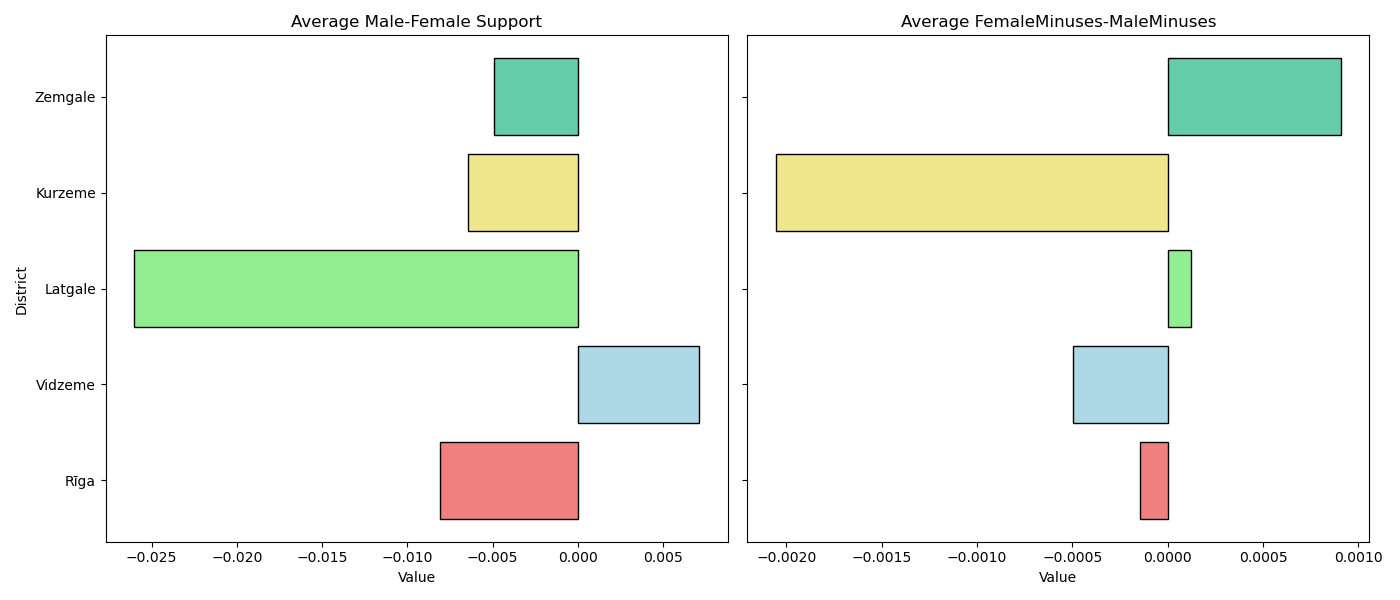 Average Male-Female Support
Average FemaleMinuses-MaleMinuses
District
Zemgale
Kurzeme
Latgale
Vidzeme
Rīga
−0.025 −0.020 −0.015 −0.010 −0.005 0.000 0.005
Value
−0.0020 −0.0015 −0.0010 −0.0005 0.0000 0.0005 0.0010
Value